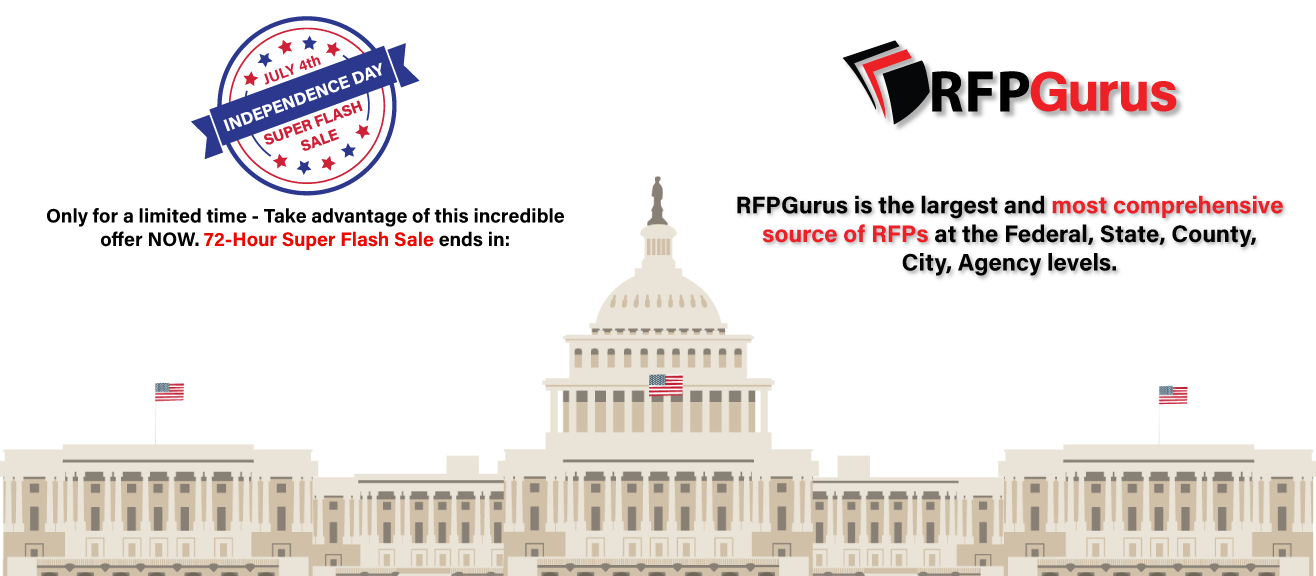 JULY 4th
INDEPENDENCE DAY
SUPER FLASH
SALE
Only for a limited time - Take advantage of this incredible
offer NOW. 72-Hour Super Flash Sale ends in:
RFPGurus
RFPGurus is the largest and most comprehensive
source of RFPs at the Federal, State, County,
City, Agency levels.